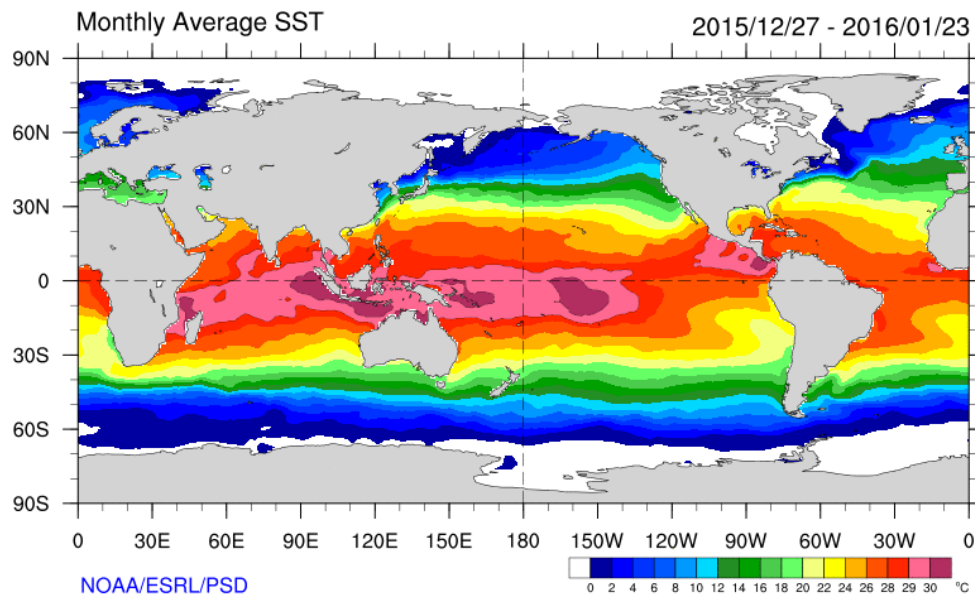 Monthly Average SST
2015/12/27 - 2016/01/23
90N
60N
30N
0
30S
60S
90S
0 30E 60E 90E 120E 150E 180 150W 120W 90W 60W 30W 0
0 2 4 6 8 10 12 14 16 18 20 22 24 26 28 29 30 °C
NOAA/ESRL/PSD